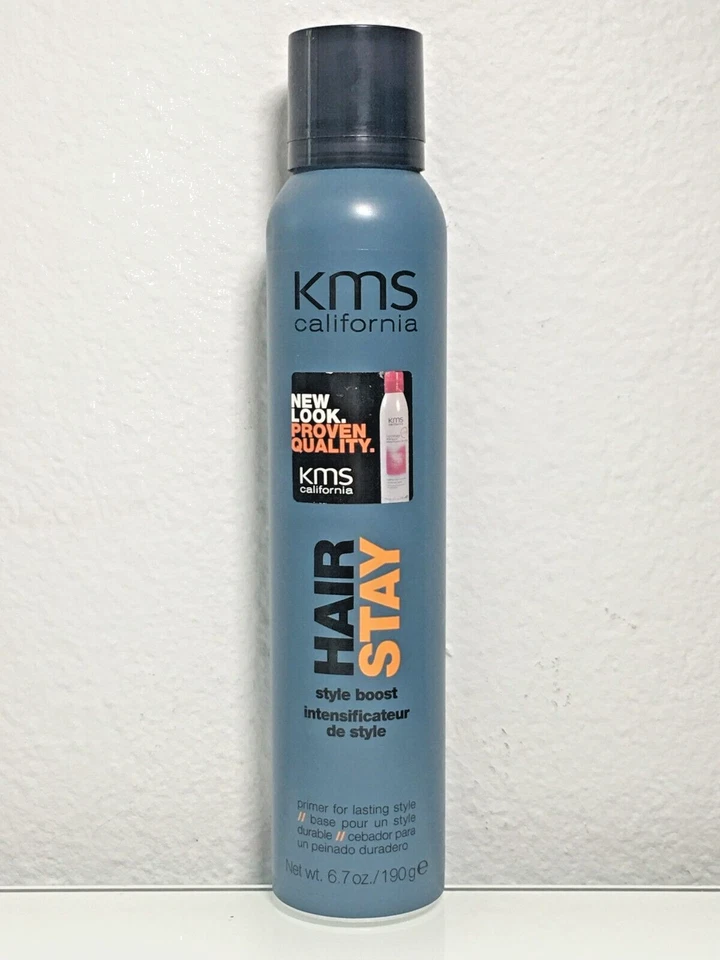 kms
california
NEW
LOOK.
PROVEN
QUALITY.
kms
california
kms
HAIR
STAY
style boost
intensificateur
de style
primer for lasting style
// base pour un style
durable // cebador para
un peinado duradero
Net wt. 6.7 oz./190g e